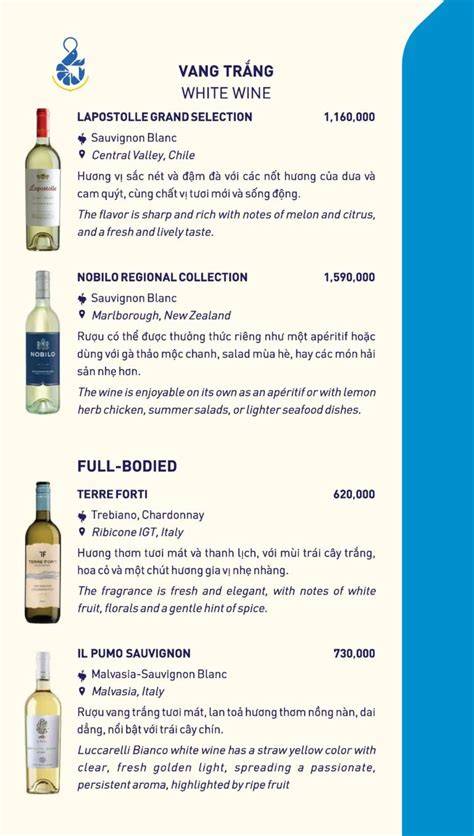 VANG TRẮNG
WHITE WINE
LAPOSTOLLE GRAND SELECTION 1,160,000
Sauvignon Blanc
Central Valley, Chile
Hương vị sắc nét và đậm đà với các nốt hương của dưa và
cam quýt, cùng chất vị tươi mới và sống động.
The flavor is sharp and rich with notes of melon and citrus,
and a fresh and lively taste.
Lapostolle
NOBILO REGIONAL COLLECTION 1,590,000
Sauvignon Blanc
Marlborough, New Zealand
Rượu có thể được thưởng thức riêng như một apéritif hoặc
dùng với gà thảo mộc chanh, salad mùa hè, hay các món hải
sản nhẹ hơn.
The wine is enjoyable on its own as an apéritif or with lemon
herb chicken, summer salads, or lighter seafood dishes.
NOBILO
FULL-BODIED
TERRE FORTI 620,000
Trebiano, Chardonnay
Ribicone IGT, Italy
Hương thơm tươi mát và thanh lịch, với mùi trái cây trắng,
hoa cỏ và một chút hương gia vị nhẹ nhàng.
The fragrance is fresh and elegant, with notes of white
fruit, florals and a gentle hint of spice.
TF
TERRE FORTI
IL PUMO SAUVIGNON 730,000
Malvasia-Sauvignon Blanc
Malvasia, Italy
Rượu vang trắng tươi mát, lan toả hương thơm nồng nàn, dai
dẳng, nổi bật với trái cây chín.
Luccarelli Bianco white wine has a straw yellow color with
clear, fresh golden light, spreading a passionate,
persistent aroma, highlighted by ripe fruit